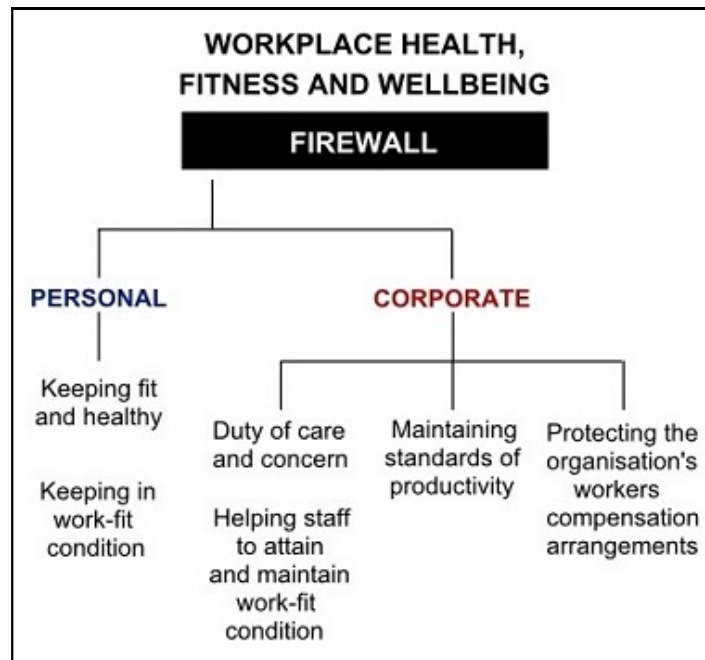 WORKPLACE HEALTH,
FITNESS AND WELLBEING
FIREWALL
PERSONAL
Keeping fit
and healthy
Keeping in
work-fit
condition
CORPORATE
Duty of care
and concern
Helping staff
to attain
and maintain
work-fit
condition
Maintaining
standards of
productivity
Protecting the
organisation's
workers
compensation
arrangements